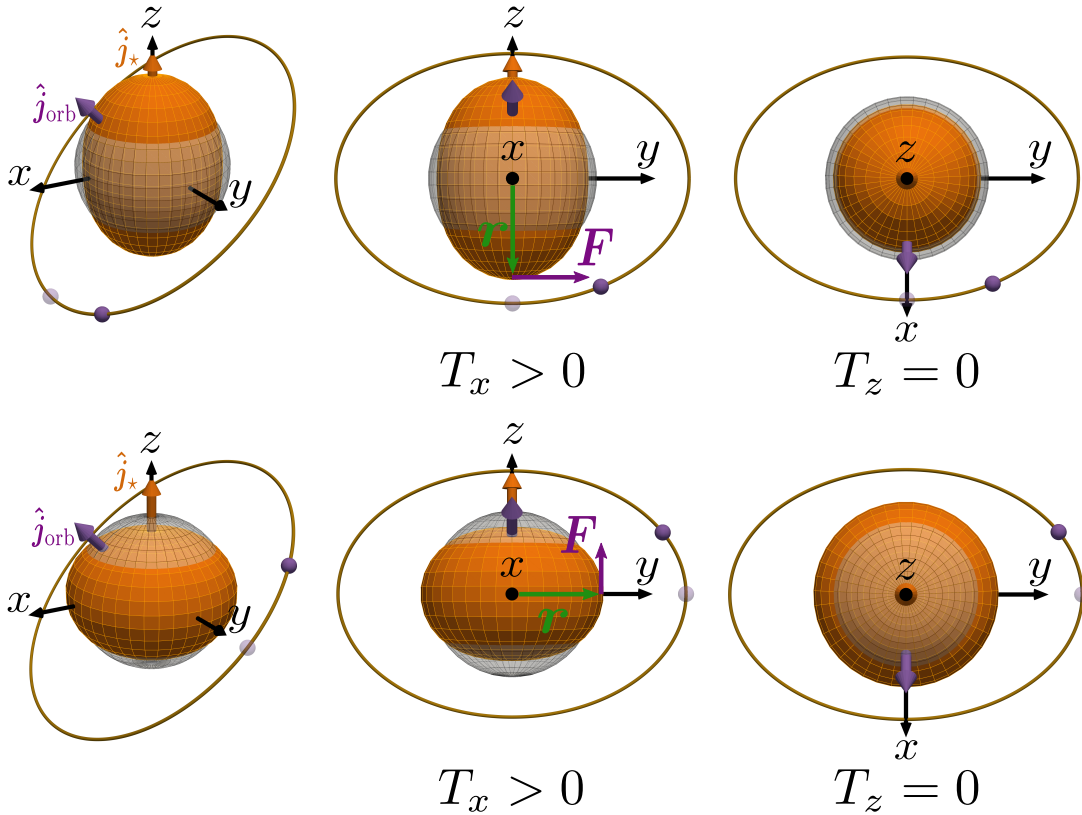 z z
ĵ⋆
ĵorb
x y x y z y
r F
x
Tx > 0 Tz = 0
z z
ĵ⋆
ĵorb F
x y x y z y
r
x
Tx > 0 Tz = 0